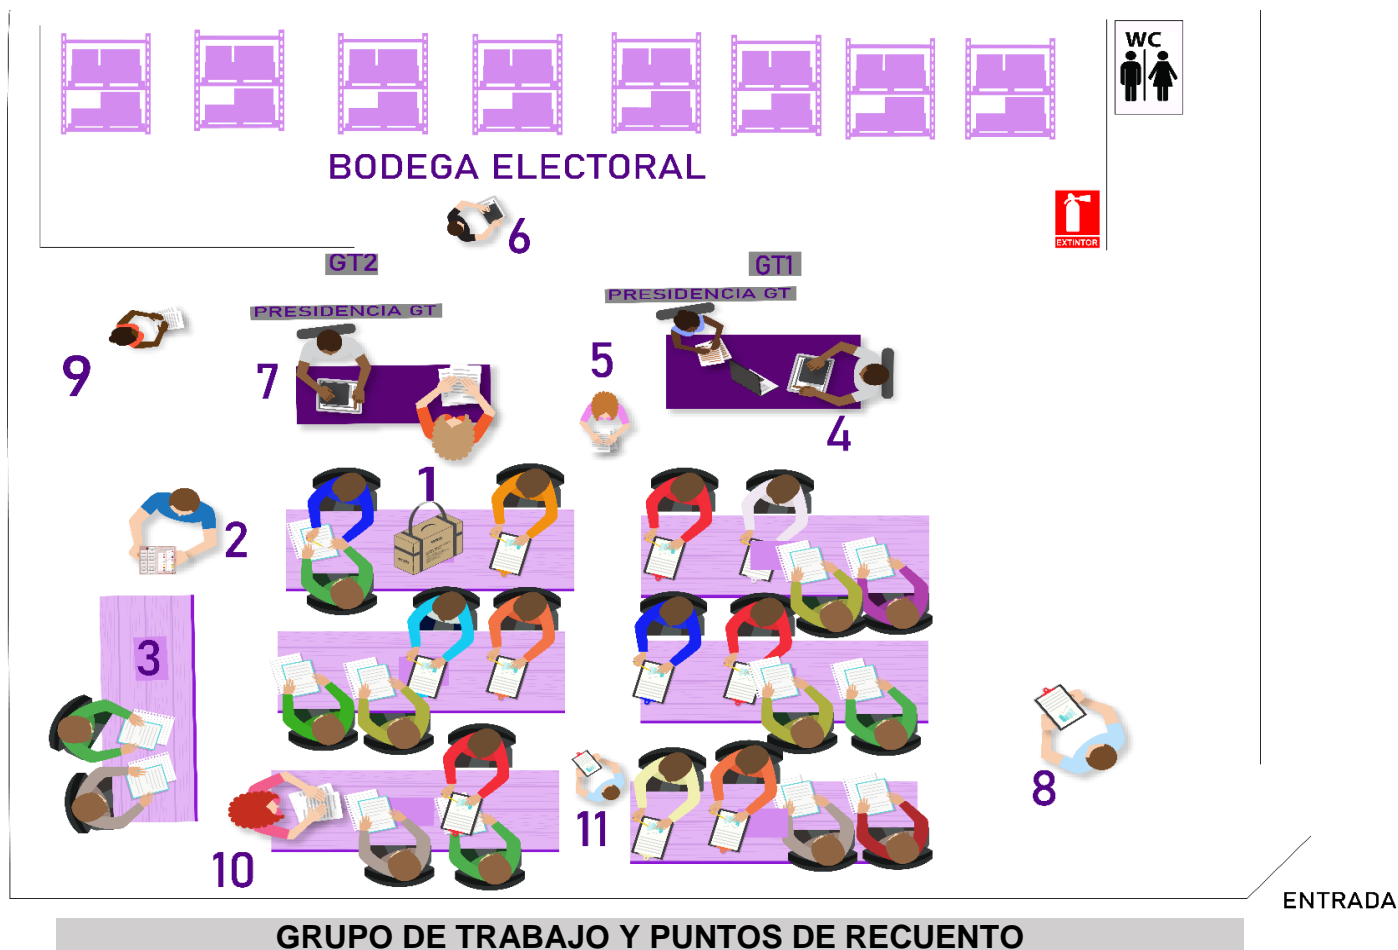 WC
BODEGA ELECTORAL
EXTINTOR
6
GT2
GT1
PRESIDENCIA GT
PRESIDENCIA GT
9
7
5
4
1
2
3
8
11
10
ENTRADA
GRUPO DE TRABAJO Y PUNTOS DE RECUENTO